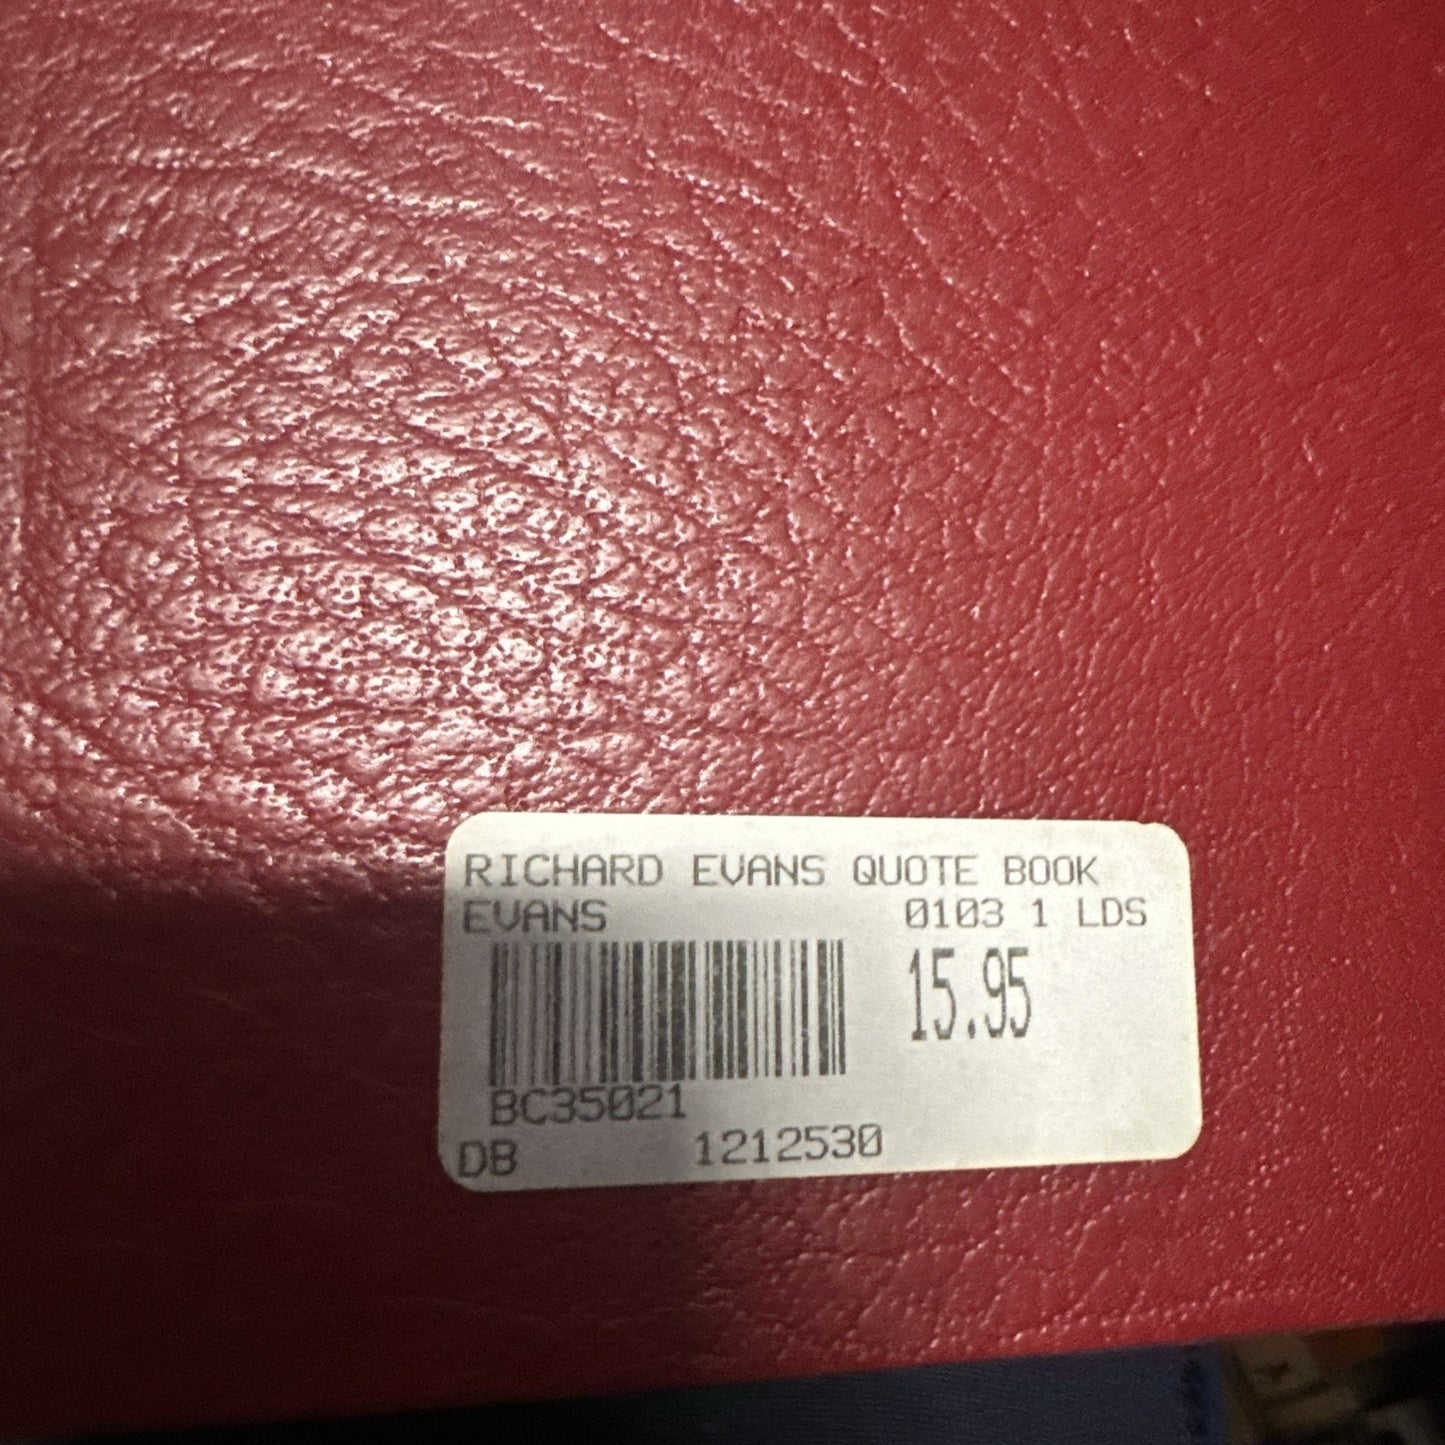 RICHARD EVANS QUOTE BOOK
EVANS 0103 1 LDS
15.95
BC35021
DB 1212530